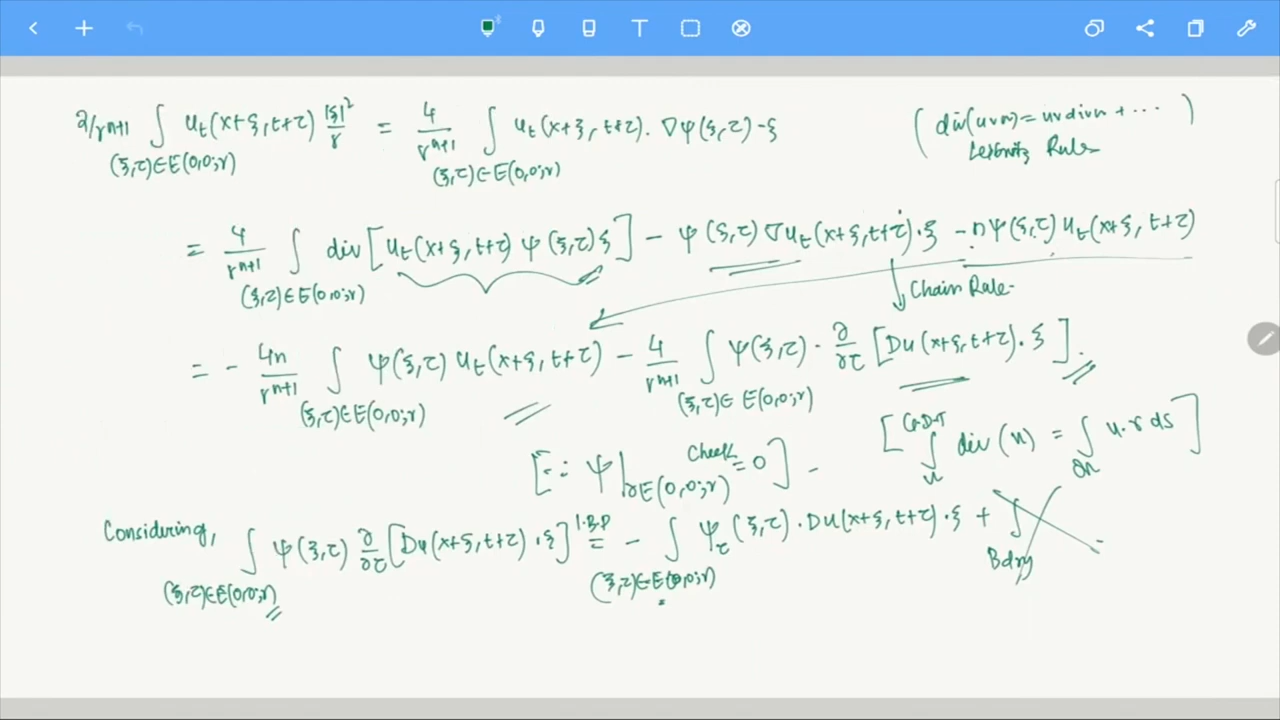 2/r^{n+1} ∫_{(ξ,τ)∈E(0,0;r)} u_t(x+ξ, t+τ) |ξ|²/r = 4/r^{n+1} ∫_{(ξ,τ)∈E(0,0;r)} u_t(x+ξ, t+τ). ∇ψ(ξ,τ)·ξ ( div(uvw) = uv div w + ··· )
Leibnitz Rule
= 4/r^{n+1} ∫_{(ξ,τ)∈E(0,0;r)} div[u_t(x+ξ, t+τ) ψ(ξ,τ) ξ] - ψ(ξ,τ) ∇u_t(x+ξ, t+τ)·ξ - nψ(ξ,τ) u_t(x+ξ, t+τ)
Chain Rule
= - 4n/r^{n+1} ∫_{(ξ,τ)∈E(0,0;r)} ψ(ξ,τ) u_t(x+ξ, t+τ) - 4/r^{n+1} ∫_{(ξ,τ)∈E(0,0;r)} ψ(ξ,τ) · ∂/∂τ [Du(x+ξ, t+τ)·ξ].
[∵ ψ|_{∂E(0,0;r)} = 0] Check
[G-D-T ∫_u div(u) = ∫_{∂u} u·γ ds]
Considering, ∫_{(ξ,τ)∈E(0,0;r)} ψ(ξ,τ) ∂/∂τ [Du(x+ξ, t+τ)·ξ] I.B.P = - ∫_{(ξ,τ)∈E(0,0;r)} ψ_τ(ξ,τ)·Du(x+ξ, t+τ)·ξ + ∫_{Bdry}